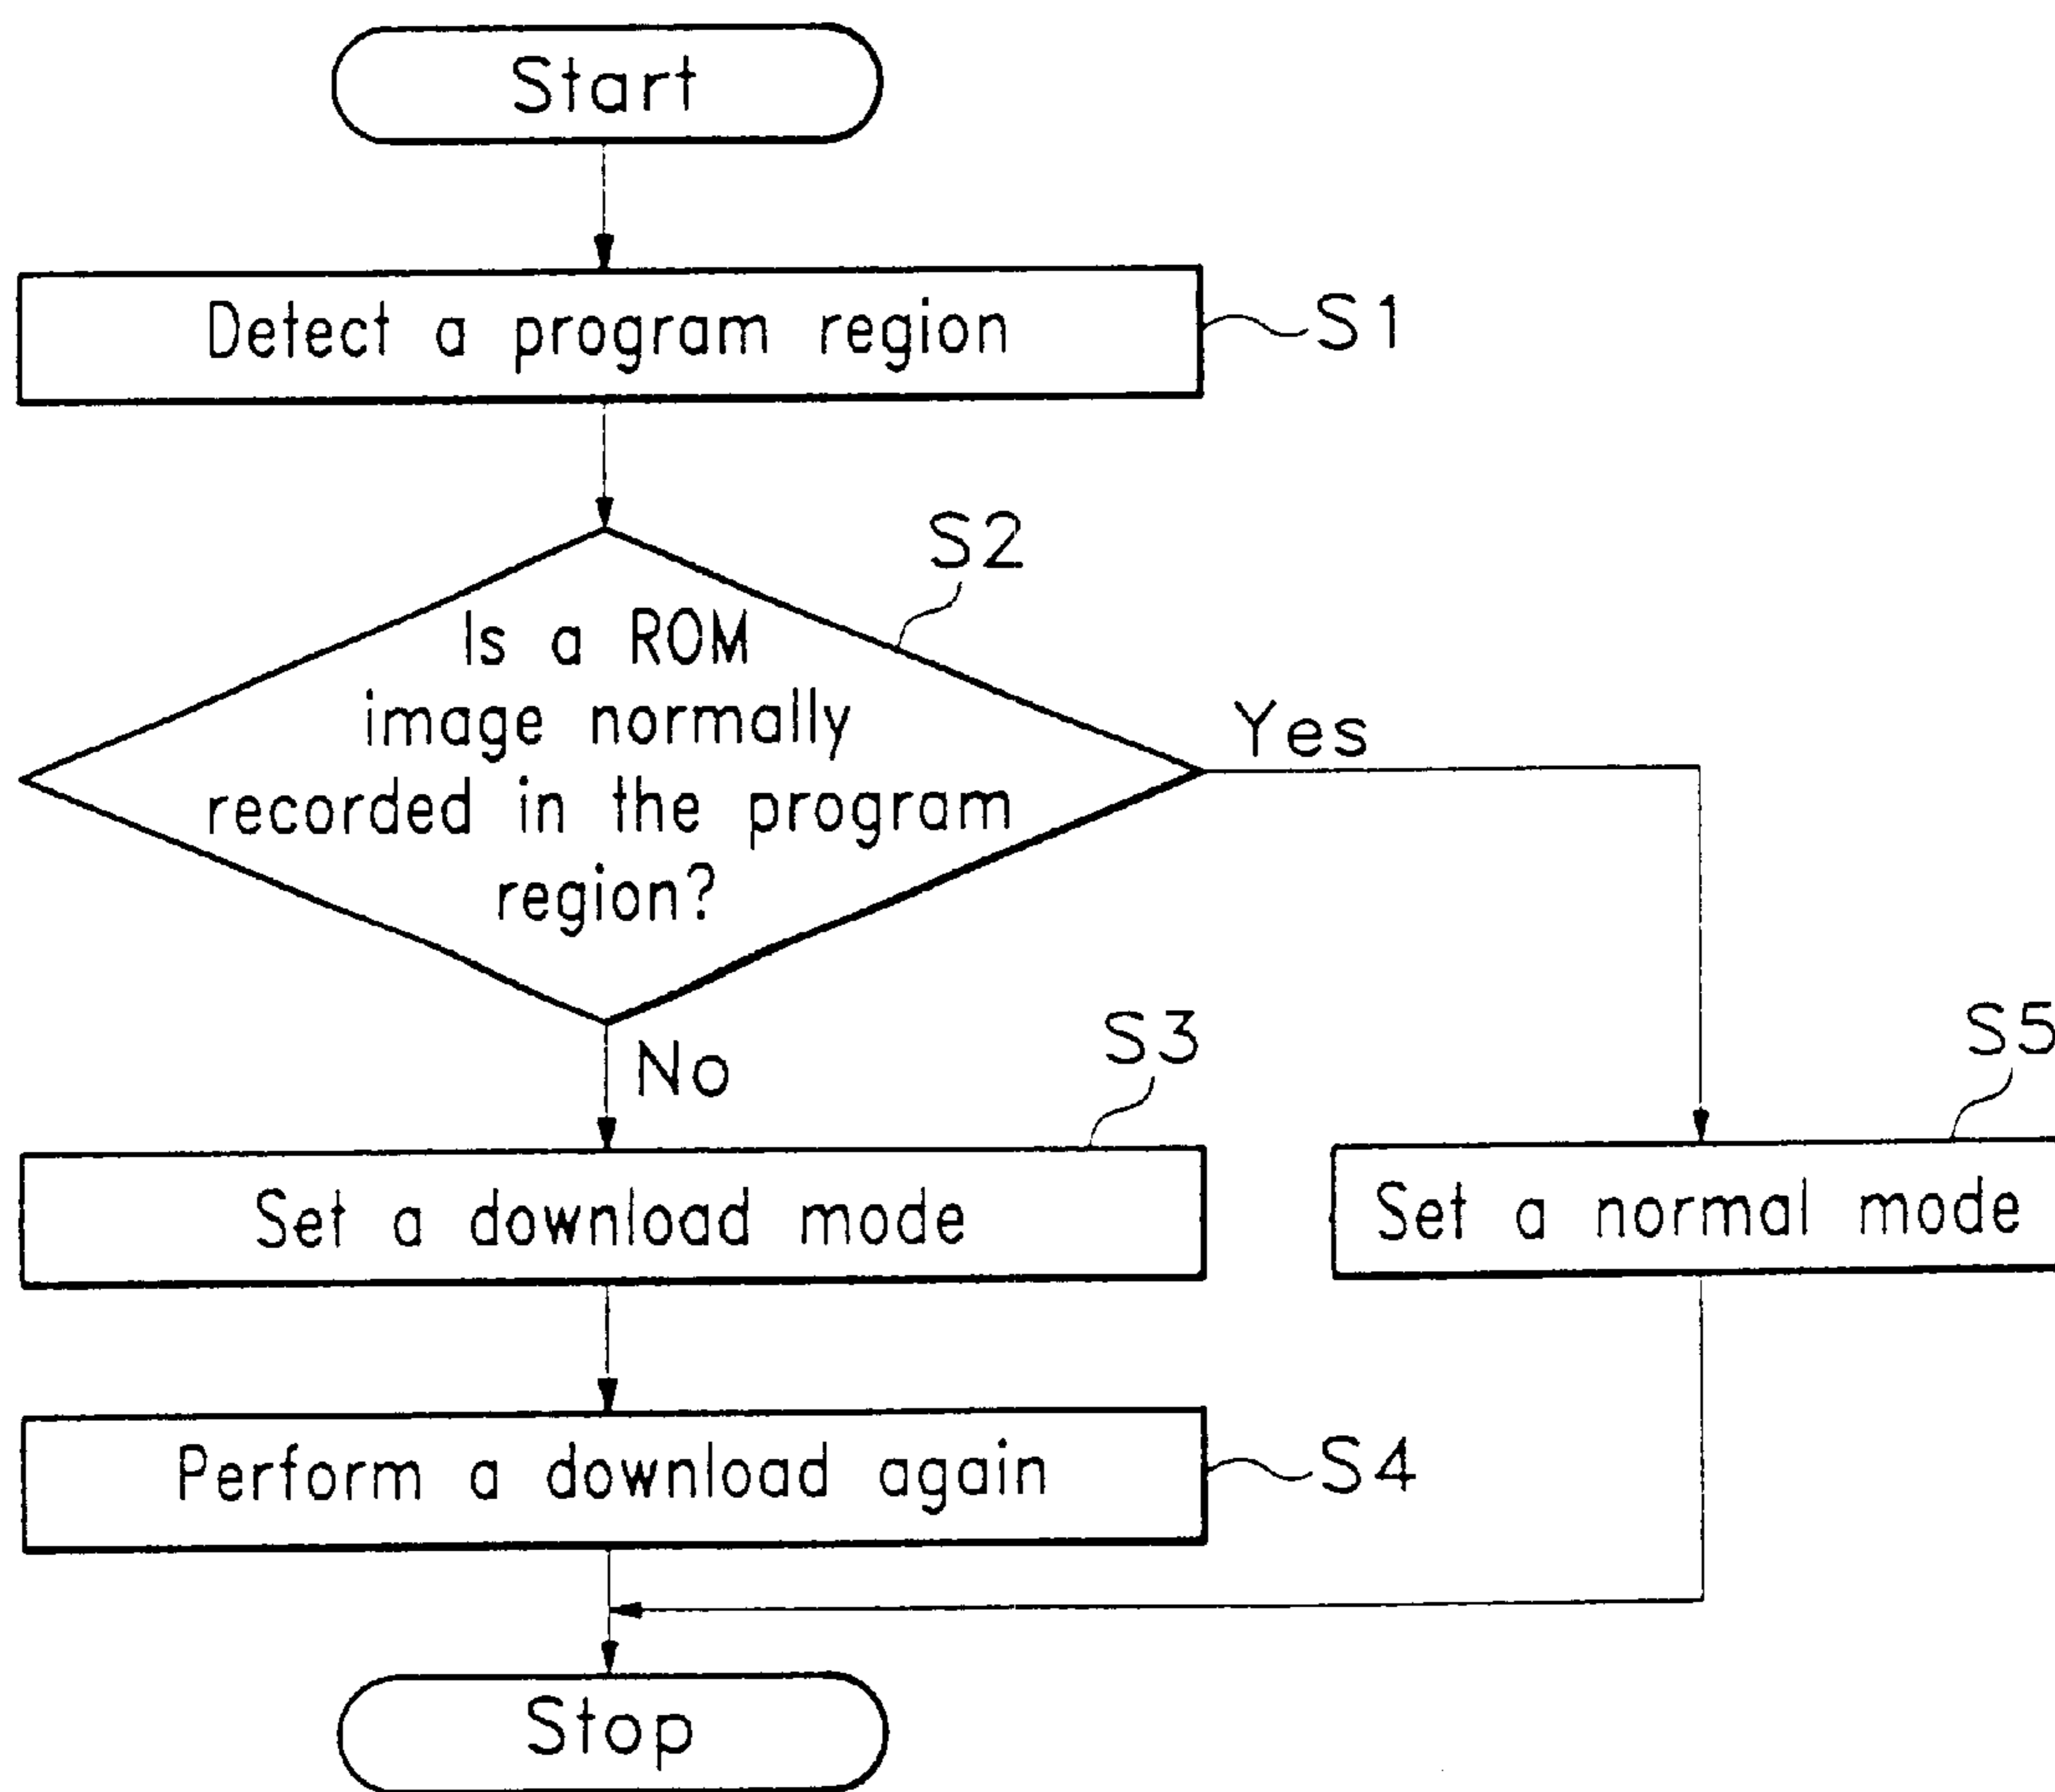 Start
Detect a program region
S1
S2
Is a ROM
image normally
recorded in the program
region?
Yes
No
S3
S5
Set a download mode
Set a normal mode
Perform a download again
S4
Stop